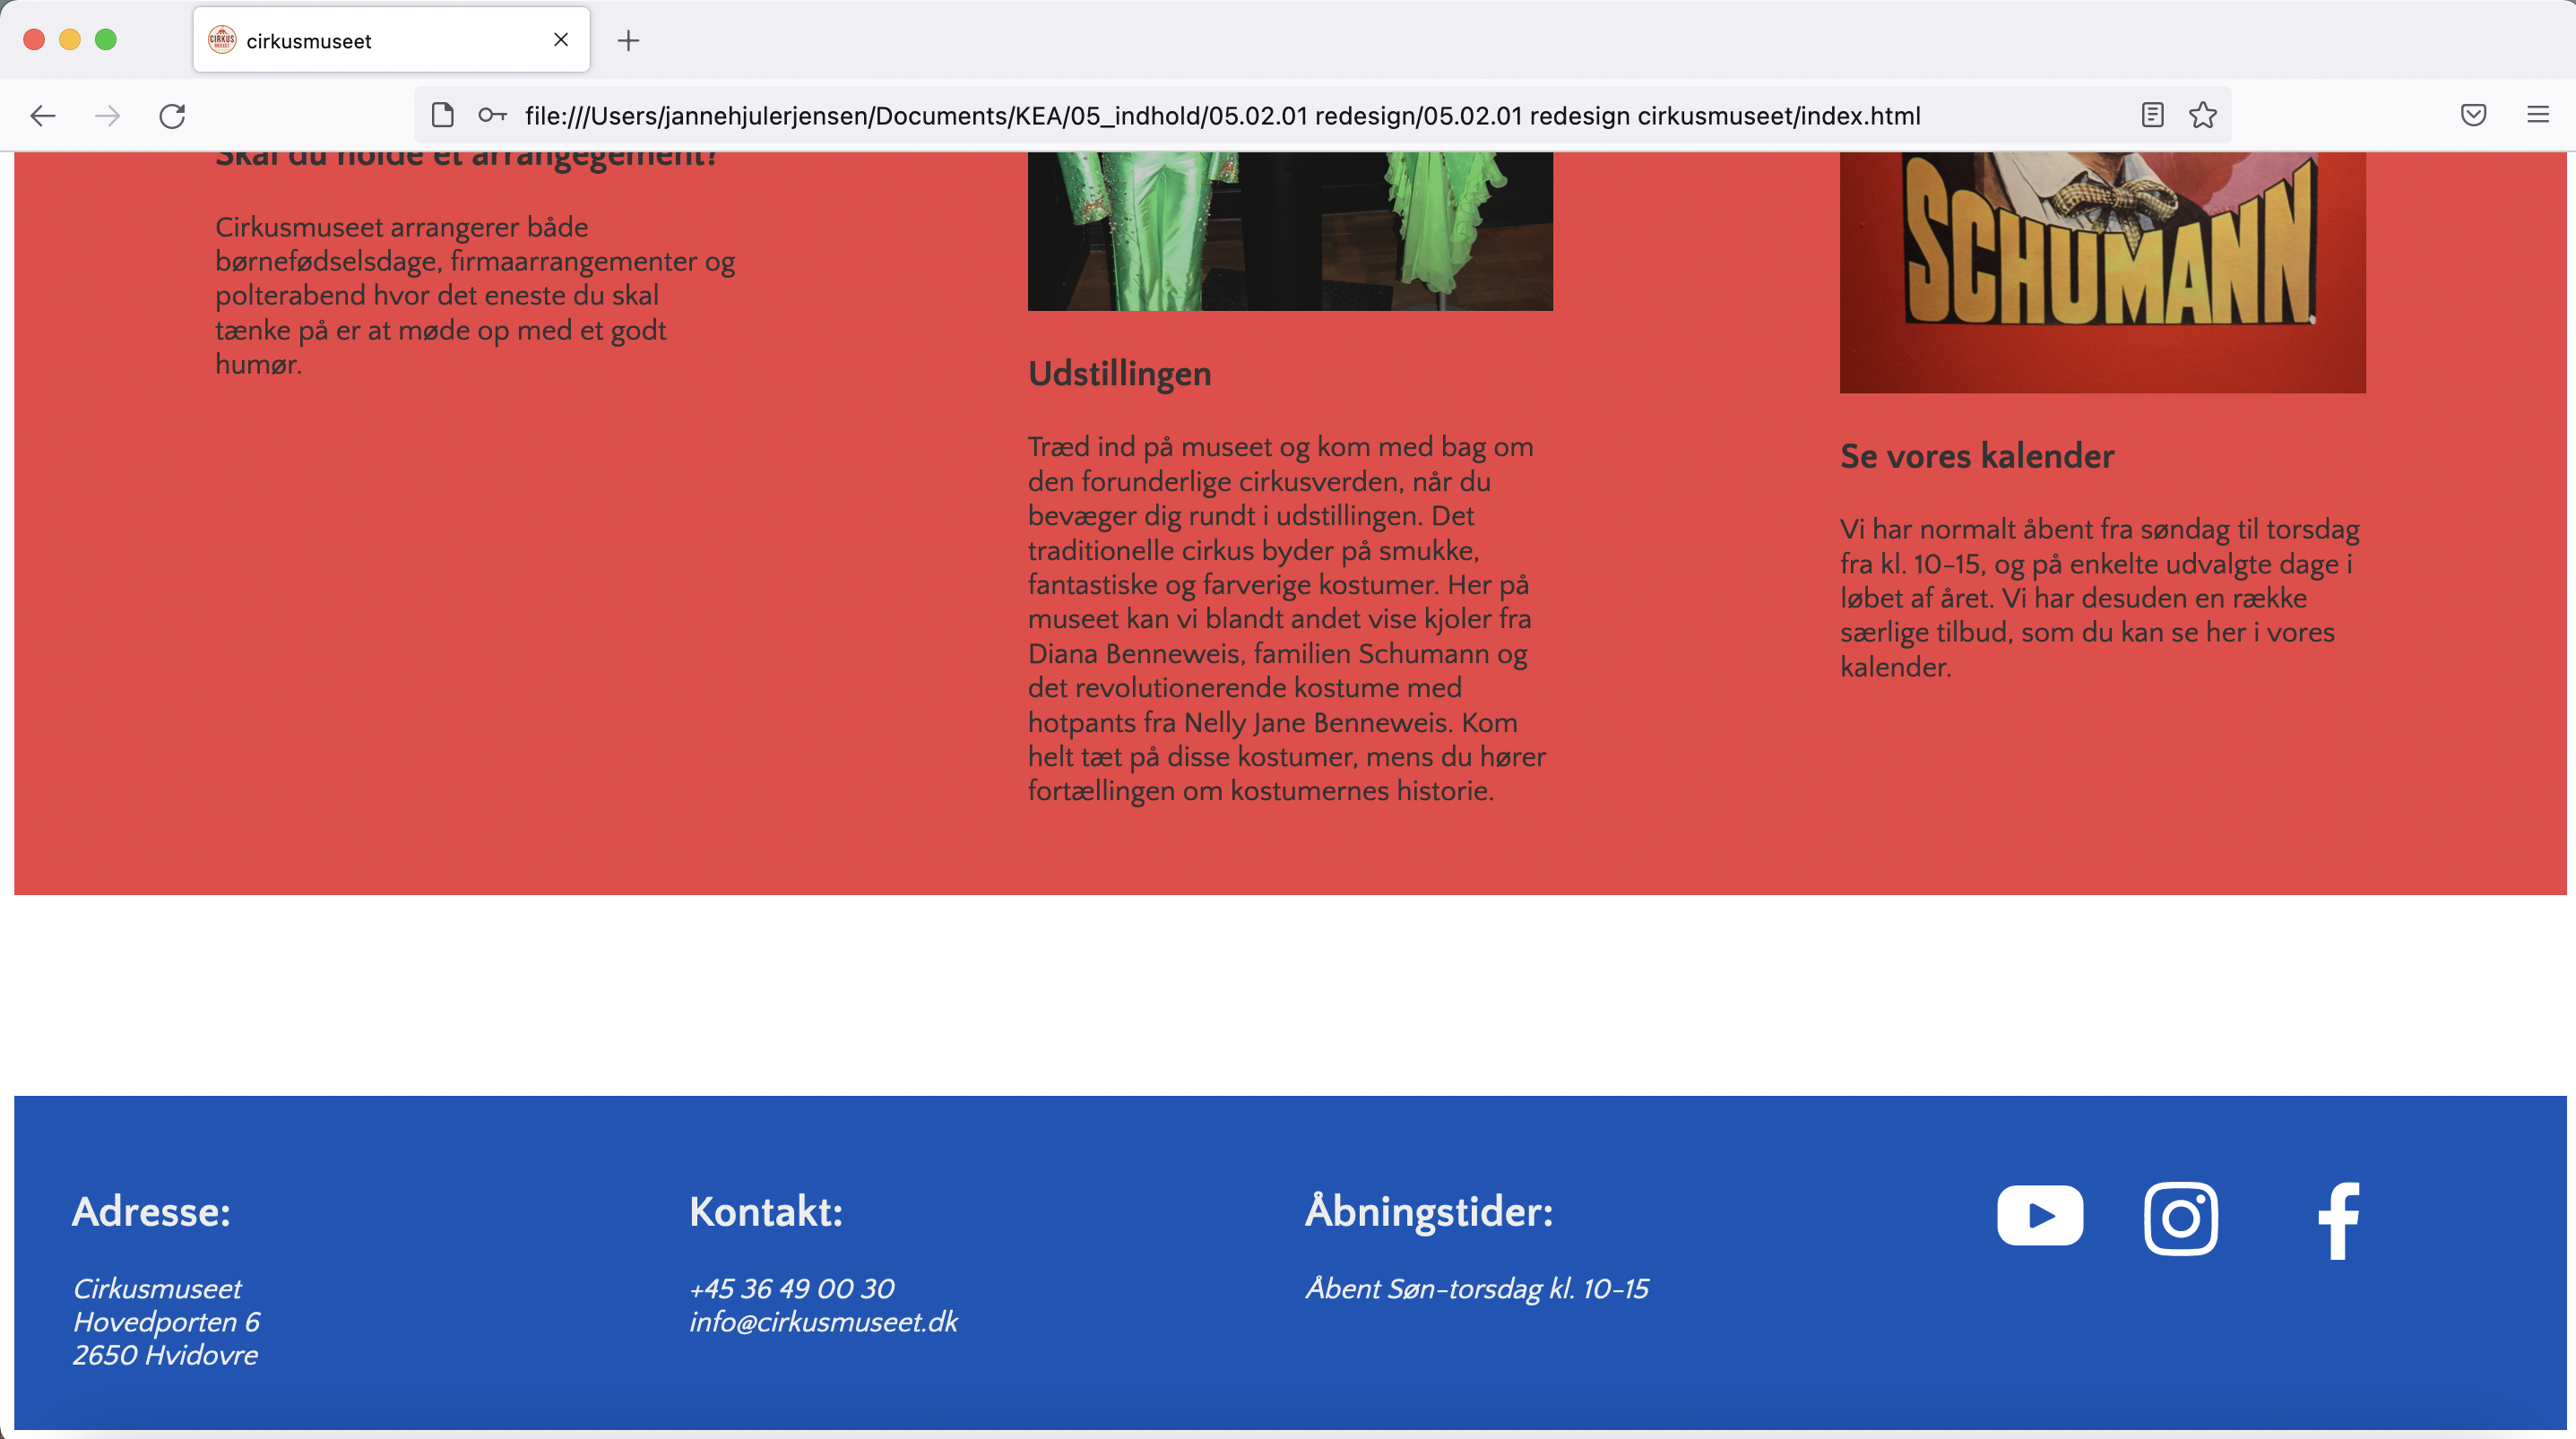 CIRKUS
cirkusmuseet
file:///Users/jannehjulerjensen/Documents/KEA/05_indhold/05.02.01 redesign/05.02.01 redesign cirkusmuseet/index.html
Skal du holde et arrangegement?
Cirkusmuseet arrangerer både
børnefødselsdage, firmaarrangementer og
polterabend hvor det eneste du skal
tænke på er at møde op med et godt
humør.
Udstillingen
Træd ind på museet og kom med bag om
den forunderlige cirkusverden, når du
bevæger dig rundt i udstillingen. Det
traditionelle cirkus byder på smukke,
fantastiske og farverige kostumer. Her på
museet kan vi blandt andet vise kjoler fra
Diana Benneweis, familien Schumann og
det revolutionerende kostume med
hotpants fra Nelly Jane Benneweis. Kom
helt tæt på disse kostumer, mens du hører
fortællingen om kostumernes historie.
SCHUMANN
Se vores kalender
Vi har normalt åbent fra søndag til torsdag
fra kl. 10-15, og på enkelte udvalgte dage i
løbet af året. Vi har desuden en række
særlige tilbud, som du kan se her i vores
kalender.
Adresse:
Cirkusmuseet
Hovedporten 6
2650 Hvidovre
Kontakt:
+45 36 49 00 30
info@cirkusmuseet.dk
Åbningstider:
Åbent Søn-torsdag kl. 10-15